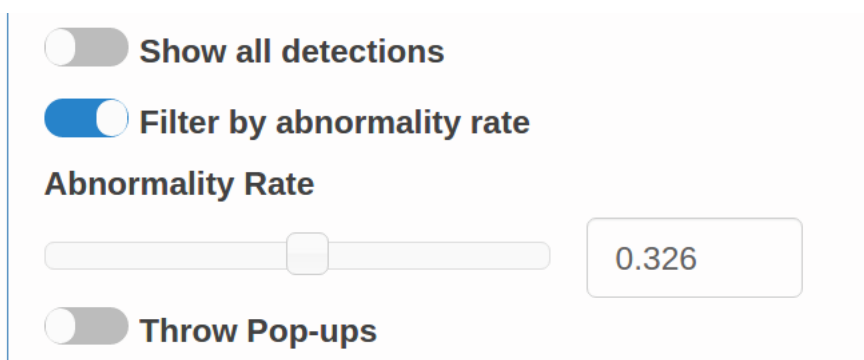 Show all detections
Filter by abnormality rate
Abnormality Rate
0.326
Throw Pop-ups